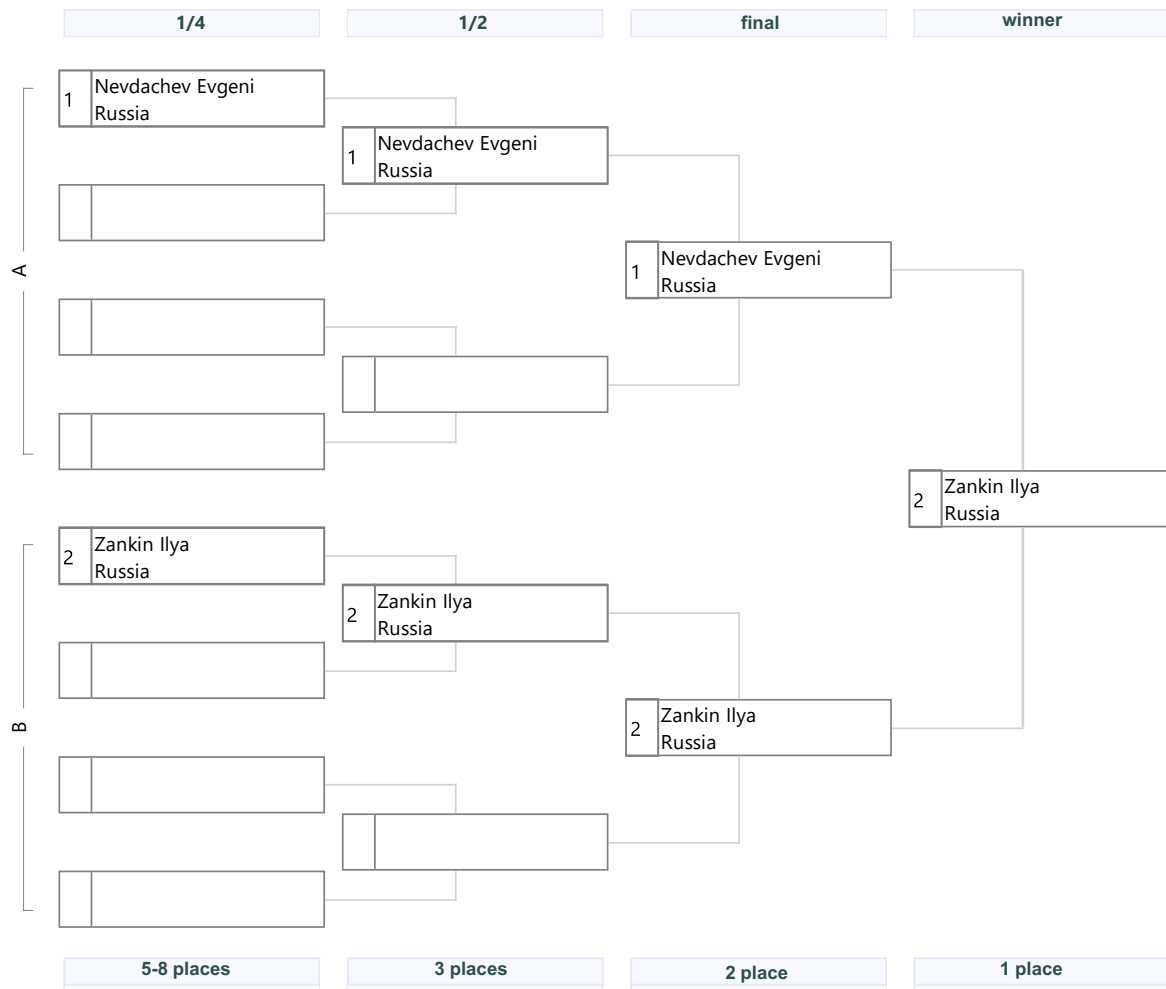 1/4 1/2 final winner
1 Nevdachev Evgeni
Russia
1 Nevdachev Evgeni
Russia
A
1 Nevdachev Evgeni
Russia
2 Zankin Ilya
Russia
2 Zankin Ilya
Russia
2 Zankin Ilya
Russia
B
2 Zankin Ilya
Russia
5-8 places 3 places 2 place 1 place